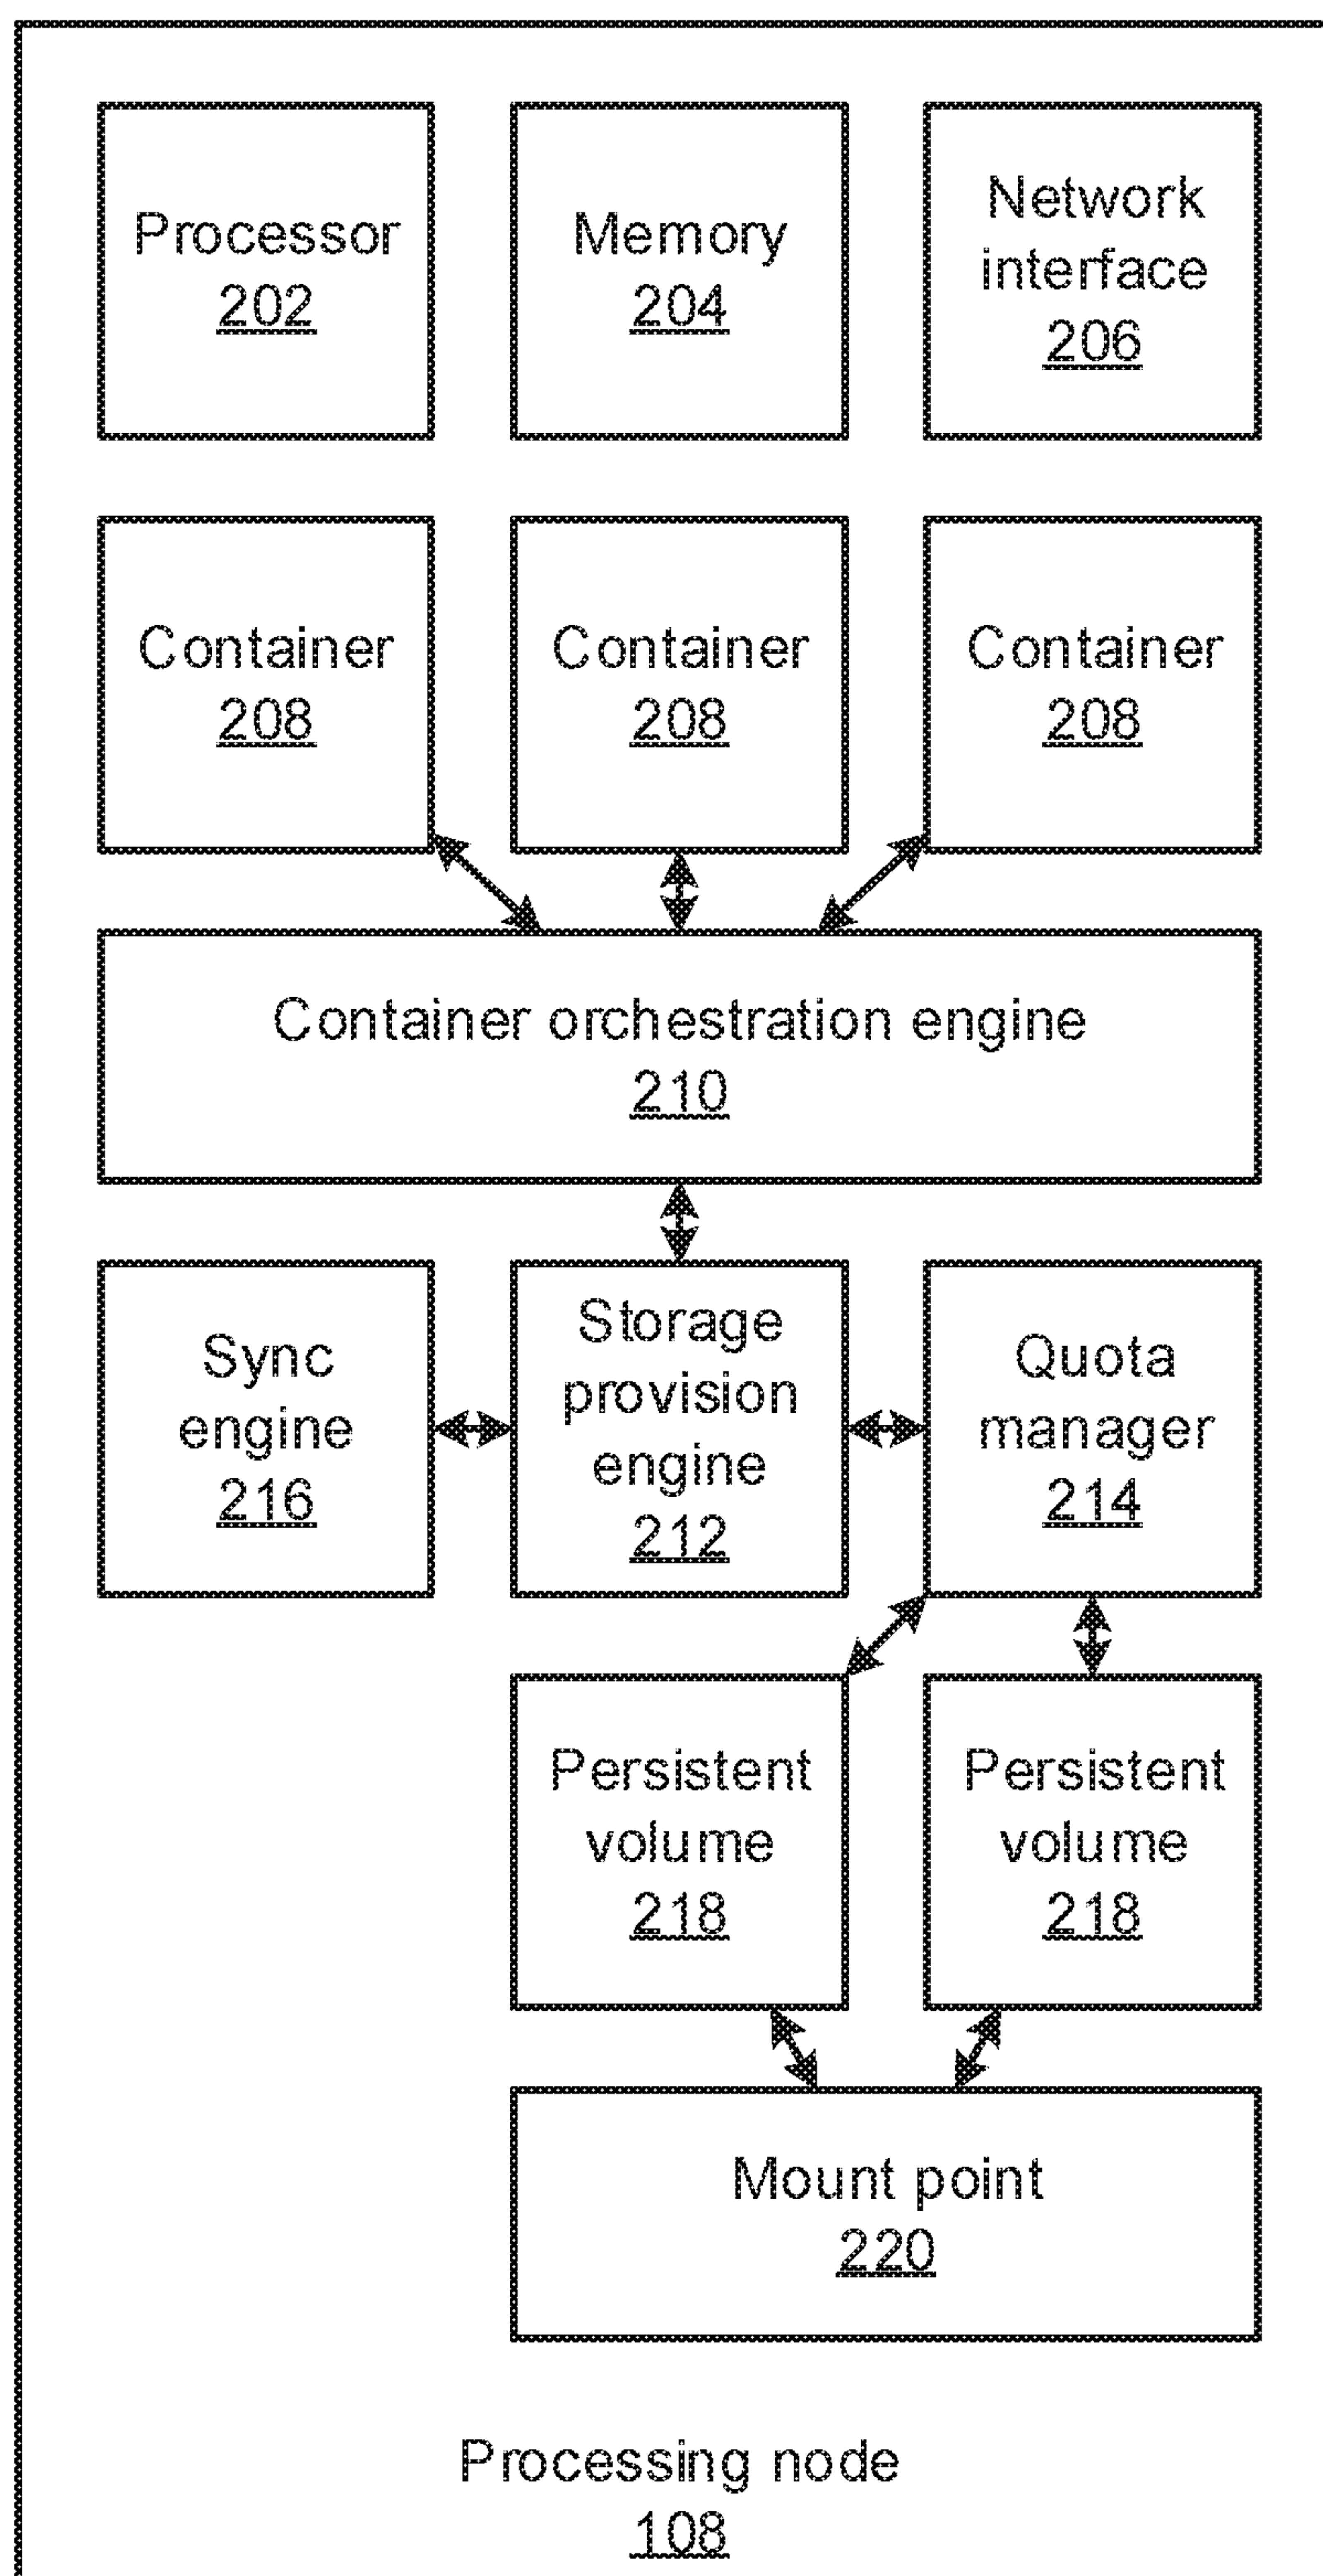 Processor
202
Memory
204
Network
interface
206
Container
208
Container
208
Container
208
Container orchestration engine
210
Sync
engine
216
Storage
provision
engine
212
Quota
manager
214
Persistent
volume
218
Persistent
volume
218
Mount point
220
Processing node
108